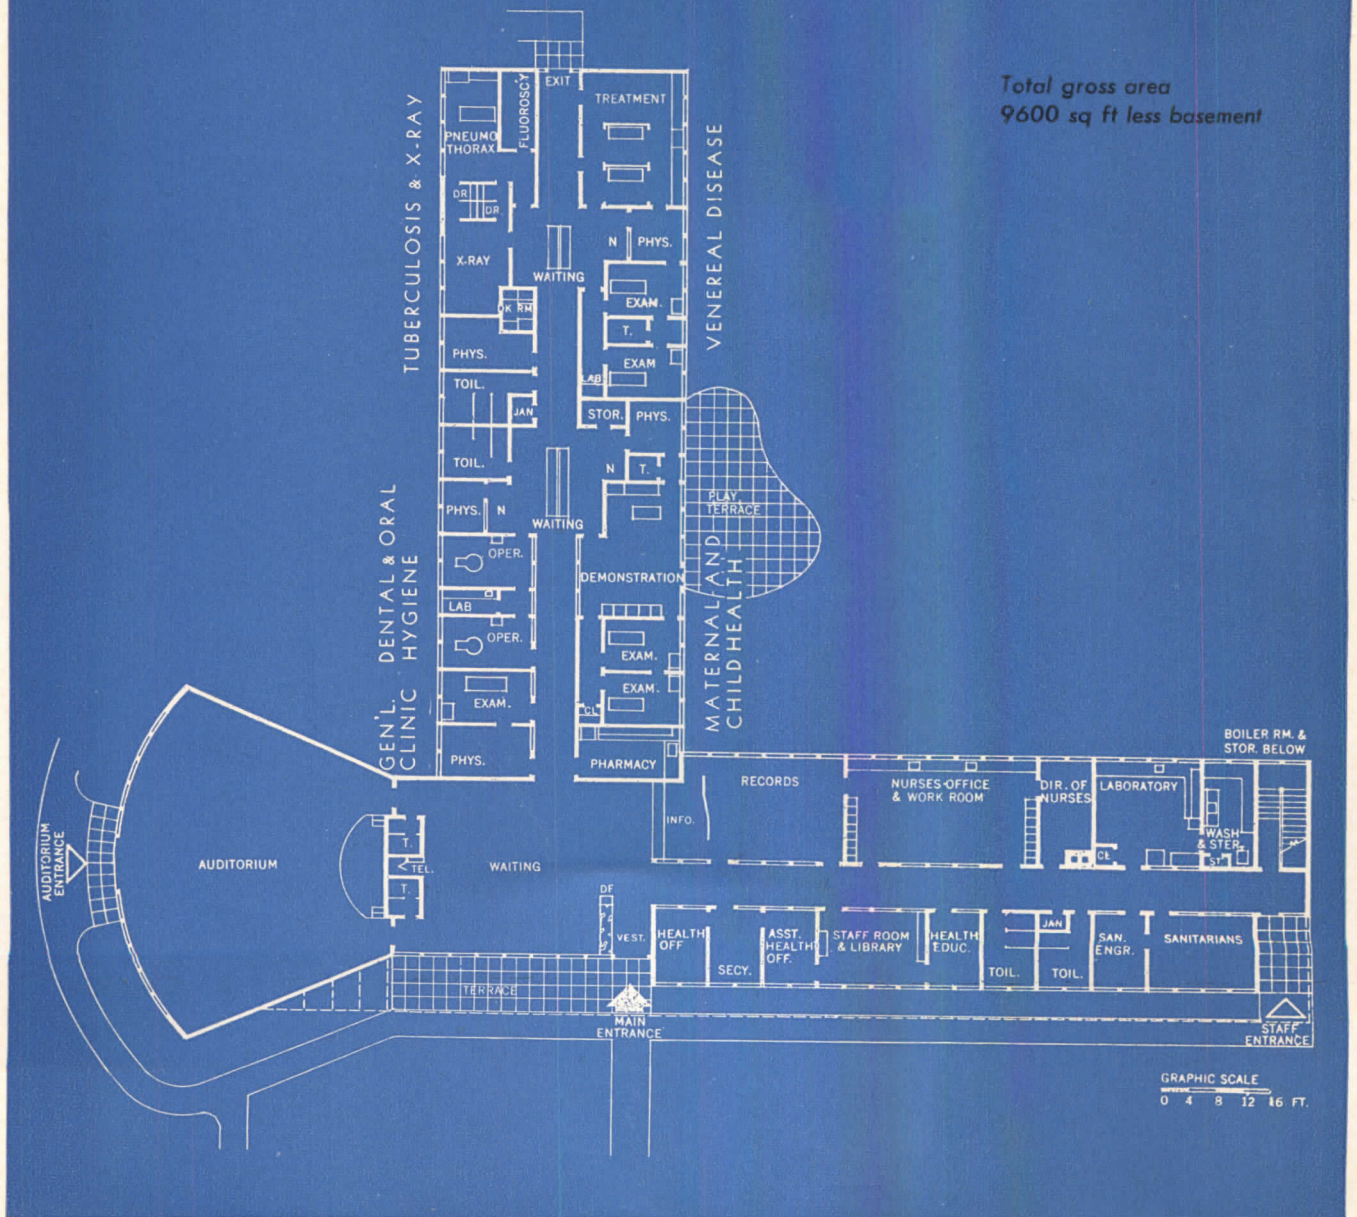 Total gross area
9600 sq ft less basement
EXIT
TREATMENT
FLUOROSC'Y
PNEUMO
THORAX
TUBERCULOSIS & X-RAY
VENEREAL DISEASE
DR
DR
N
PHYS.
X-RAY
WAITING
EXAM.
K RM
T.
PHYS.
EXAM
LAB
TOIL.
JAN
STOR.
PHYS.
TOIL.
N
T.
PLAY
TERRACE
PHYS.
N
WAITING
OPER.
DEMONSTRATION
LAB
OPER.
EXAM.
EXAM.
EXAM.
CL
GEN'L.
CLINIC
DENTAL & ORAL
HYGIENE
MATERNAL AND
CHILD HEALTH
PHYS.
PHARMACY
BOILER RM. &
STOR. BELOW
RECORDS
NURSES OFFICE
& WORK ROOM
DIR. OF
NURSES
LABORATORY
INFO.
WASH
& STER.
CL
ST.
AUDITORIUM
ENTRANCE
AUDITORIUM
T.
TEL.
T.
WAITING
DF
VEST.
HEALTH
OFF
SECY.
ASST.
HEALTH
OFF.
STAFF ROOM
& LIBRARY
HEALTH
EDUC.
TOIL.
JAN
TOIL.
SAN.
ENGR.
SANITARIANS
TERRACE
MAIN
ENTRANCE
STAFF
ENTRANCE
GRAPHIC SCALE
0 4 8 12 16 FT.